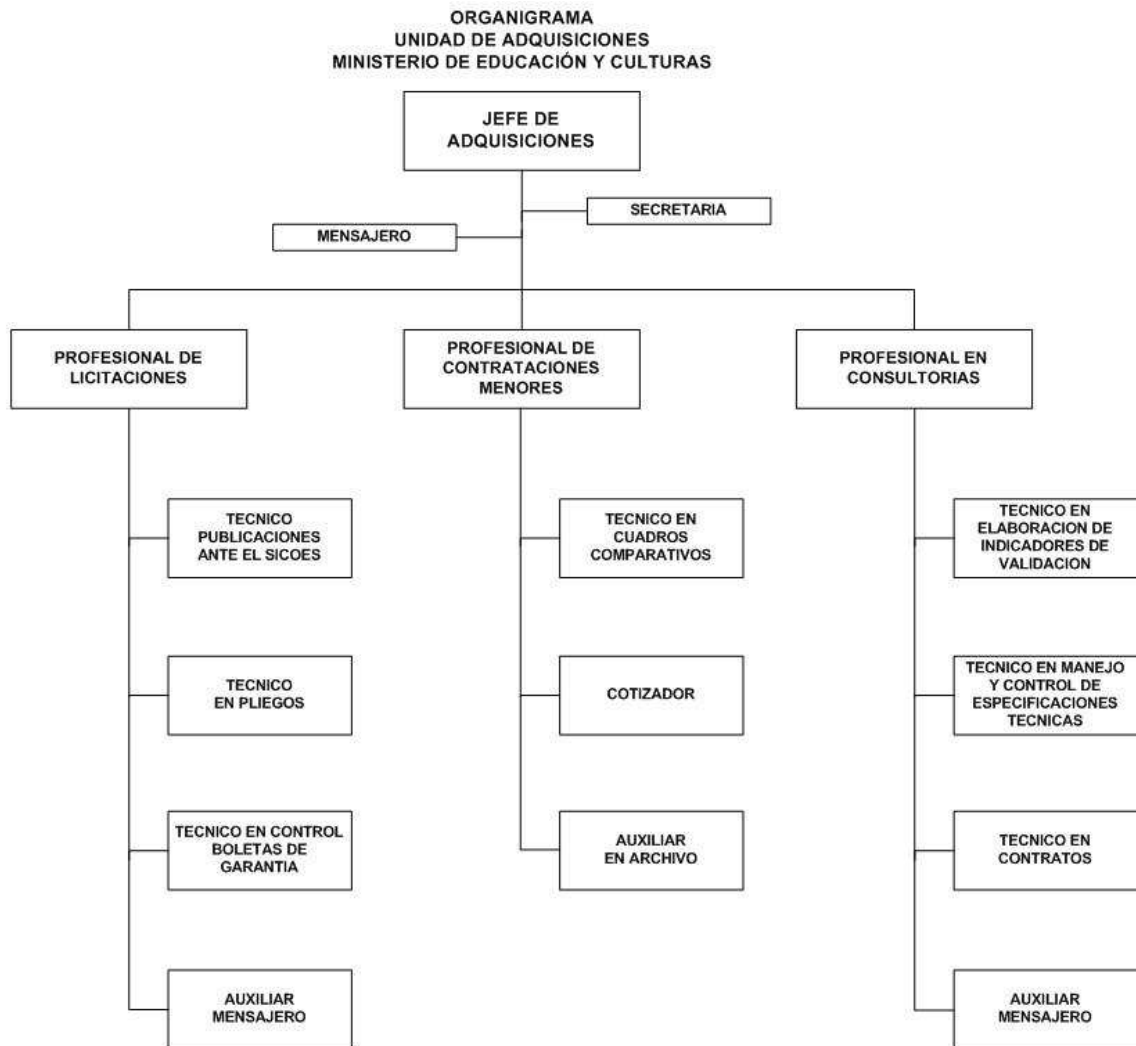 ORGANIGRAMA
UNIDAD DE ADQUISICIONES
MINISTERIO DE EDUCACIÓN Y CULTURAS
JEFE DE
ADQUISICIONES
SECRETARIA
MENSAJERO
PROFESIONAL DE
LICITACIONES
PROFESIONAL DE
CONTRATACIONES
MENORES
PROFESIONAL EN
CONSULTORIAS
TECNICO
PUBLICACIONES
ANTE EL SICOES
TECNICO EN
CUADROS
COMPARATIVOS
TECNICO EN
ELABORACION DE
INDICADORES DE
VALIDACION
TECNICO
EN PLIEGOS
COTIZADOR
TECNICO EN MANEJO
Y CONTROL DE
ESPECIFICACIONES
TECNICAS
TECNICO EN CONTROL
BOLETAS DE
GARANTIA
AUXILIAR
EN ARCHIVO
TECNICO EN
CONTRATOS
AUXILIAR
MENSAJERO
AUXILIAR
MENSAJERO